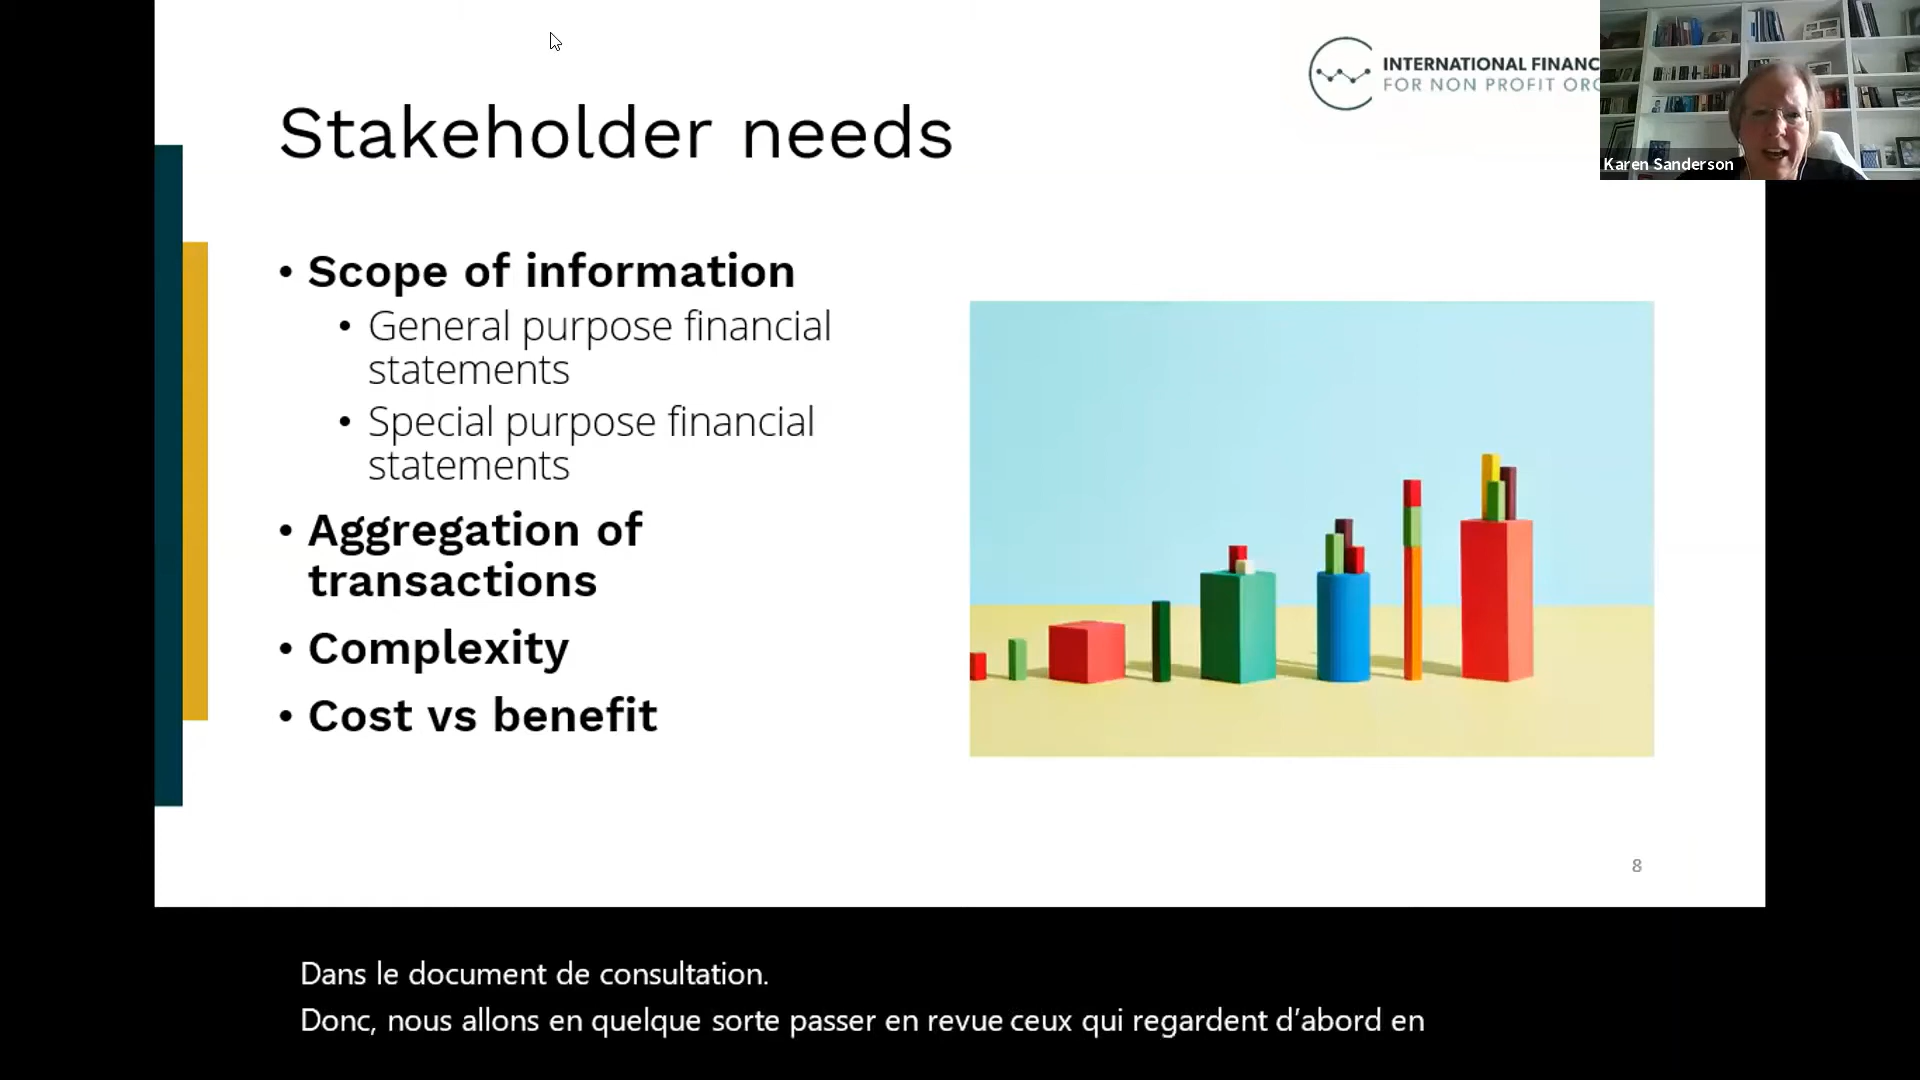 INTERNATIONAL FINANC
FOR NON PROFIT ORG
Karen Sanderson
Stakeholder needs
• Scope of information
• General purpose financial
statements
• Special purpose financial
statements
• Aggregation of
transactions
• Complexity
• Cost vs benefit
8
Dans le document de consultation.
Donc, nous allons en quelque sorte passer en revue ceux qui regardent d’abord en